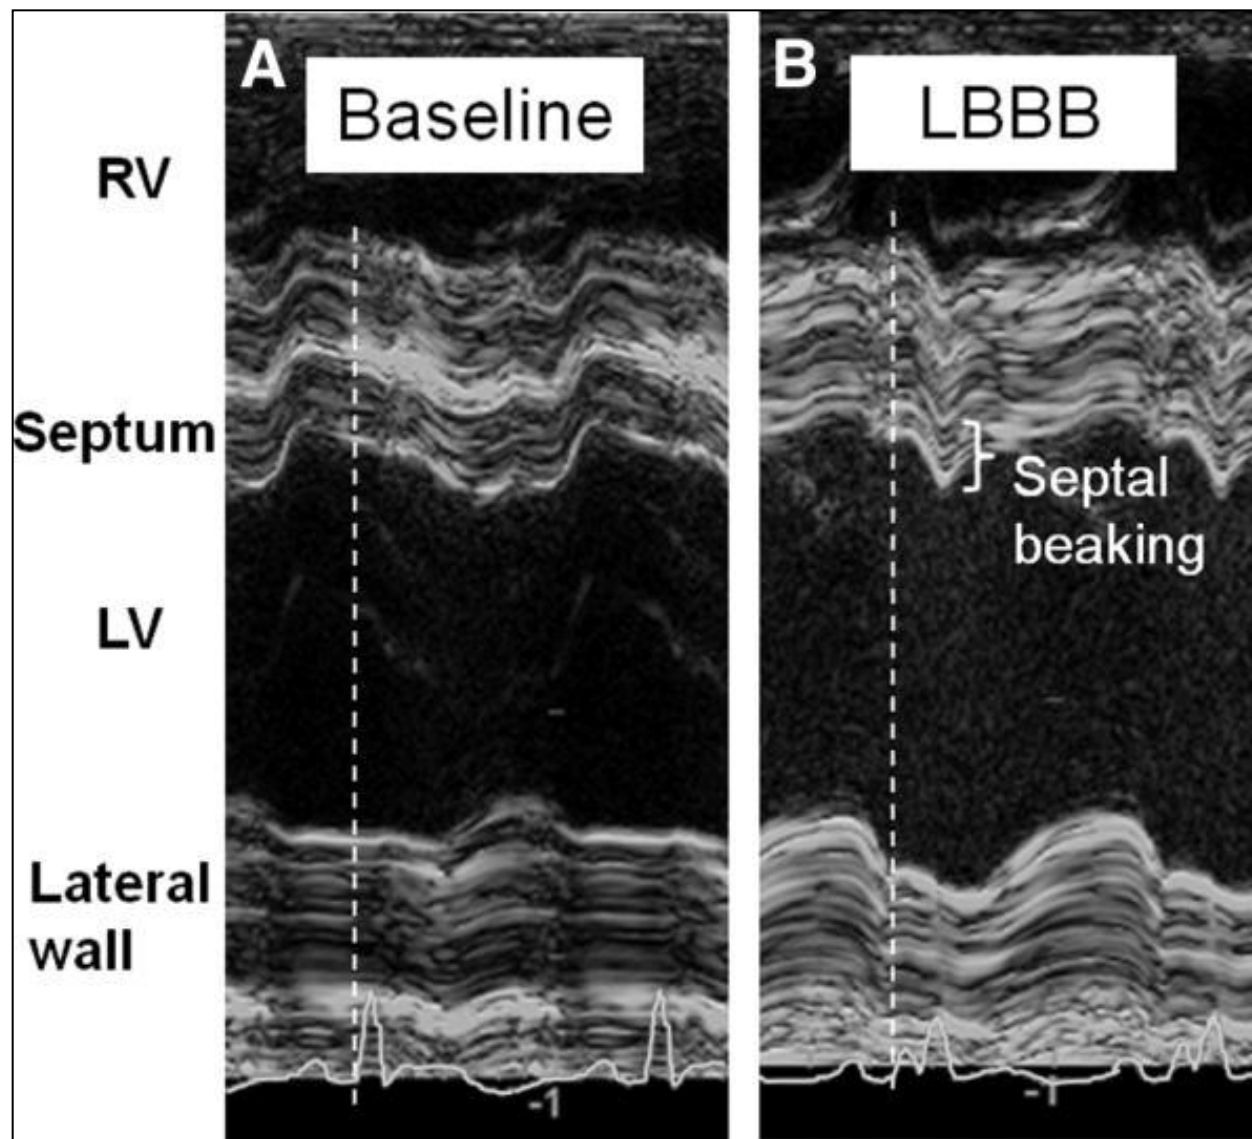 A
Baseline
B
LBBB
RV
Septum
Septal
beaking
LV
Lateral
wall
-1
-1